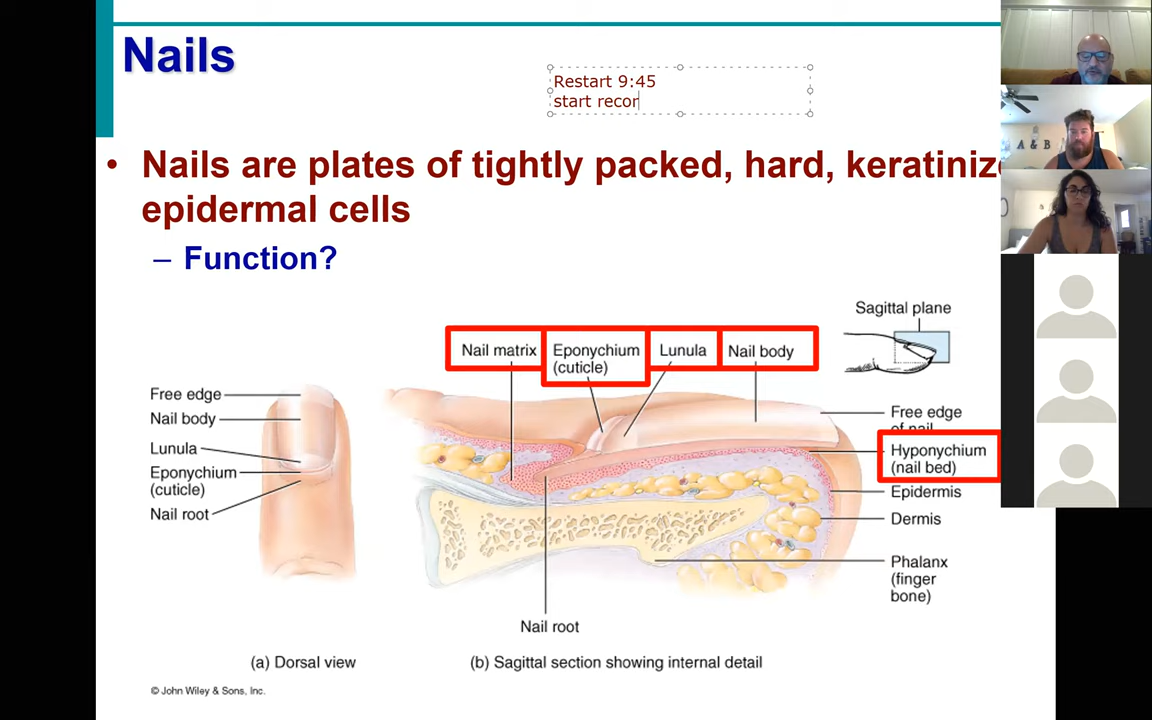 Nails
Restart 9:45
start recor
• Nails are plates of tightly packed, hard, keratinize
epidermal cells
– Function?
Sagittal plane
Nail matrix
Eponychium
(cuticle)
Lunula
Nail body
Free edge
Nail body
Lunula
Eponychium
(cuticle)
Nail root
Free edge
of nail
Hyponychium
(nail bed)
Epidermis
Dermis
Phalanx
(finger
bone)
Nail root
(a) Dorsal view
(b) Sagittal section showing internal detail
© John Wiley & Sons, Inc.
A & B